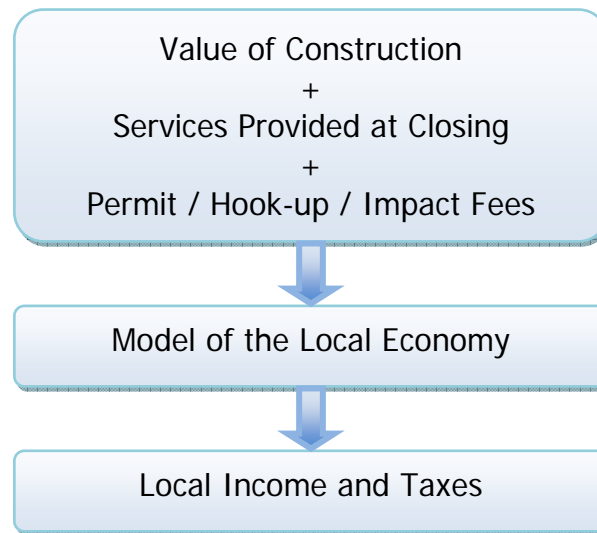 Value of Construction
+
Services Provided at Closing
+
Permit / Hook-up / Impact Fees
Model of the Local Economy
Local Income and Taxes